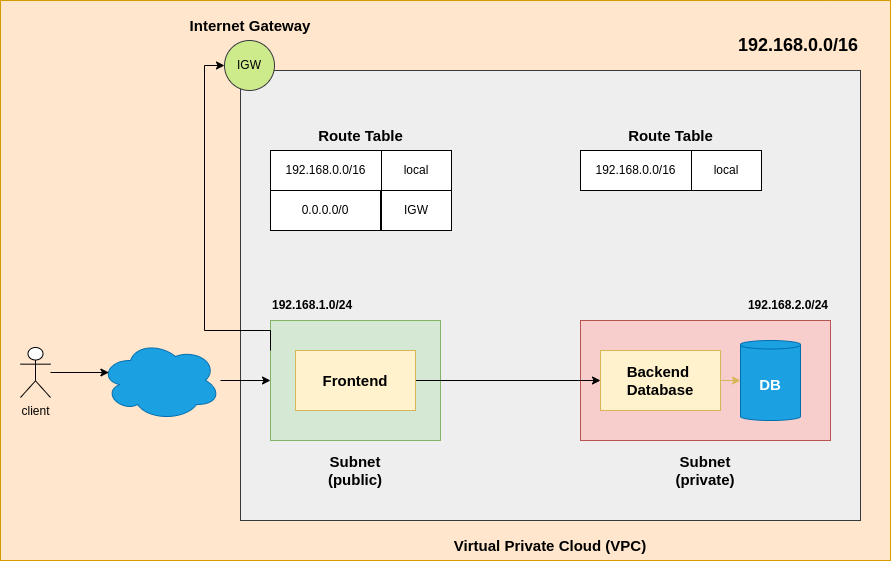 Internet Gateway
192.168.0.0/16
IGW
Route Table
Route Table
192.168.0.0/16 local
192.168.0.0/16 local
0.0.0.0/0 IGW
192.168.1.0/24
192.168.2.0/24
Frontend
Backend
Database
DB
client
Subnet
(public)
Subnet
(private)
Virtual Private Cloud (VPC)